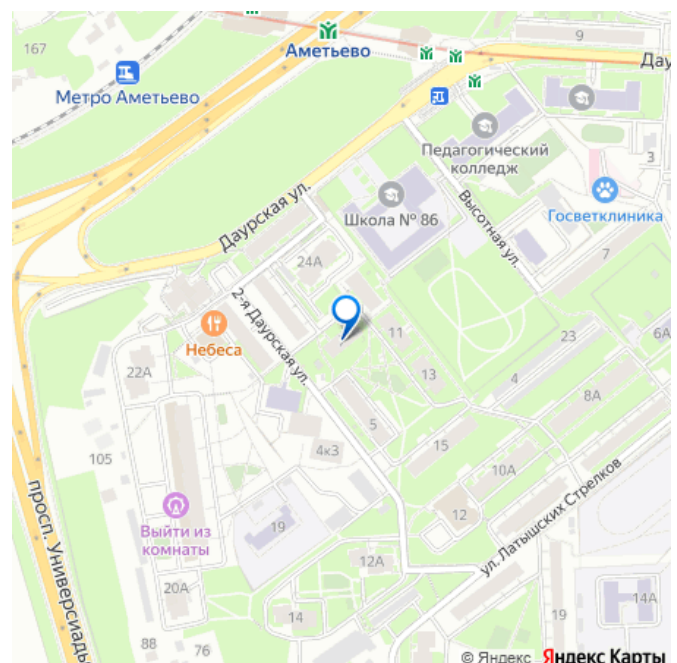 167
Аметьево
9
Дау
Метро Аметьево
Педагогический
колледж
3
Госветклиника
Школа № 86
Даурская ул.
Высотная ул.
24А
7
2-я Даурская ул.
Небеса
11
23
6А
22А
13
4
8А
5
15
105
4к3
10А
просп. Универсиады
Выйти из
комнаты
19
12
ул. Латышских Стрелков
12А
20А
14
14А
19
88
76
© Яндекс Яндекс Карты